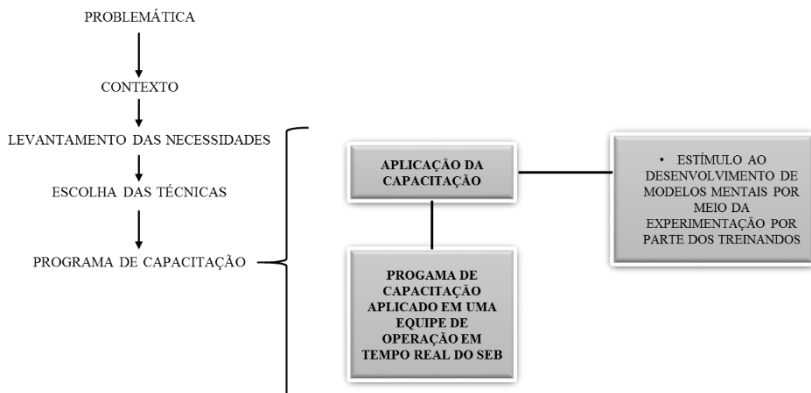 PROBLEMÁTICA
CONTEXTO
LEVANTAMENTO DAS NECESSIDADES
ESCOLHA DAS TÉCNICAS
PROGRAMA DE CAPACITAÇÃO
APLICAÇÃO DA
CAPACITAÇÃO
PROGAMA DE
CAPACITAÇÃO
APLICADO EM UMA
EQUIPE DE
OPERAÇÃO EM
TEMPO REAL DO SEB
• ESTÍMULO AO
DESENVOLVIMENTO DE
MODELOS MENTAIS POR
MEIO DA
EXPERIMENTAÇÃO POR
PARTE DOS TREINANDOS